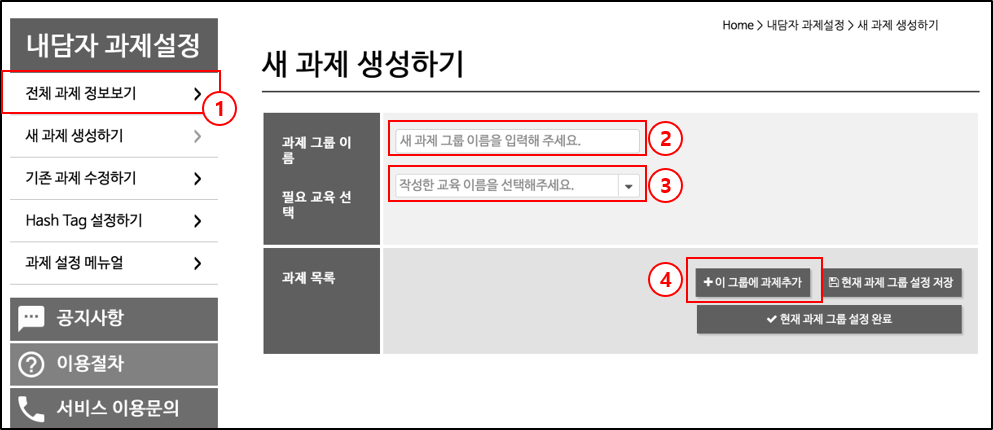 내담자 과제설정
전체 과제 정보보기
1
새 과제 생성하기
기존 과제 수정하기
Hash Tag 설정하기
과제 설정 메뉴얼
공지사항
이용절차
서비스 이용문의
Home > 내담자 과제설정 > 새 과제 생성하기
새 과제 생성하기
과제 그룹 이
름
새 과제 그룹 이름을 입력해 주세요.
2
필요 교육 선
택
작성한 교육 이름을 선택해주세요.
3
과제 목록
4
이 그룹에 과제추가
현재 과제 그룹 설정 저장
현재 과제 그룹 설정 완료